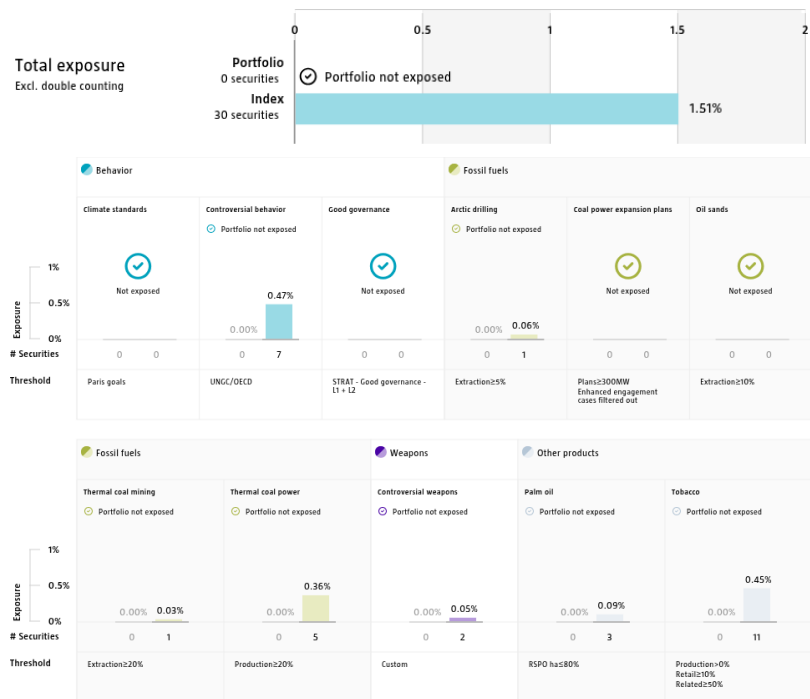 0 0.5 1 1.5 2
Total exposure
Excl. double counting
Portfolio
0 securities
Portfolio not exposed
Index
30 securities
1.51%
Behavior
Fossil fuels
Climate standards
Controversial behavior
Good governance
Arctic drilling
Coal power expansion plans
Oil sands
Portfolio not exposed
Portfolio not exposed
Not exposed
Not exposed
Not exposed
Not exposed
Exposure
1%
0.5%
0%
0.00% 0.47%
0.00% 0.06%
# Securities
0 0 0 7 0 0 0 1 0 0 0 0
Threshold
Paris goals
UNGC/OECD
STRAT - Good governance -
L1 + L2
Extraction≥5%
Plans≥300MW
Enhanced engagement
cases filtered out
Extraction≥10%
Fossil fuels
Weapons
Other products
Thermal coal mining
Thermal coal power
Controversial weapons
Palm oil
Tobacco
Portfolio not exposed
Portfolio not exposed
Portfolio not exposed
Portfolio not exposed
Portfolio not exposed
Exposure
1%
0.5%
0%
0.00% 0.03%
0.00% 0.36%
0.00% 0.05%
0.00% 0.09%
0.00% 0.45%
# Securities
0 1 0 5 0 2 0 3 0 11
Threshold
Extraction≥20%
Production≥20%
Custom
RSPO ha≤80%
Production>0%
Retail≥10%
Related≥50%